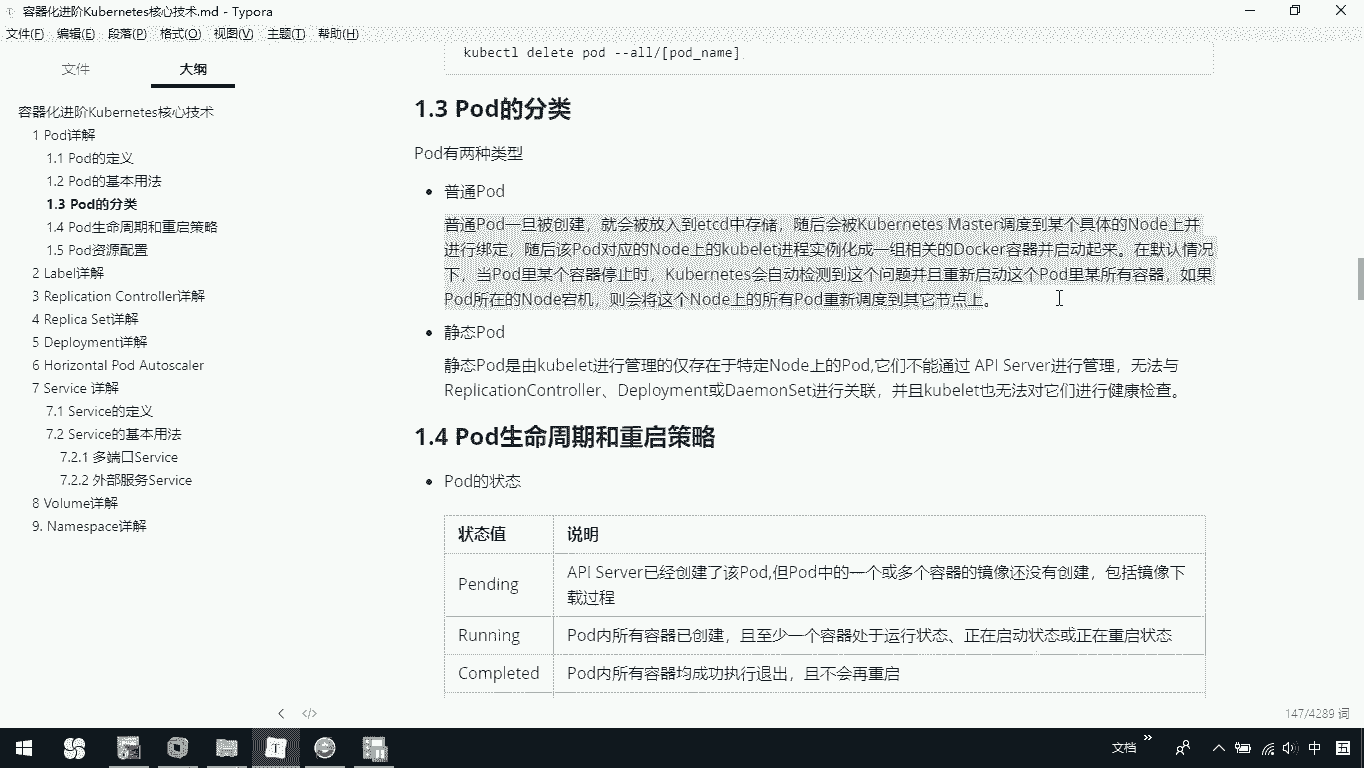 容器化进阶Kubernetes核心技术.md - Typora
文件(F) 编辑(E) 段落(P) 格式(O) 视图(V) 主题(T) 帮助(H)
文件 大纲
容器化进阶Kubernetes核心技术
1 Pod详解
1.1 Pod的定义
1.2 Pod的基本用法
1.3 Pod的分类
1.4 Pod生命周期和重启策略
1.5 Pod资源配置
2 Label详解
3 Replication Controller详解
4 Replica Set详解
5 Deployment详解
6 Horizontal Pod Autoscaler
7 Service 详解
7.1 Service的定义
7.2 Service的基本用法
7.2.1 多端口Service
7.2.2 外部服务Service
8 Volume详解
9. Namespace详解
kubectl delete pod --all/[pod_name]
1.3 Pod的分类
Pod有两种类型
普通Pod
普通Pod一旦被创建，就会被放入到etcd中存储，随后会被Kubernetes Master调度到某个具体的Node上并
进行绑定，随后该Pod对应的Node上的kubelet进程实例化成一组相关的Docker容器并启动起来。在默认情况
下，当Pod里某个容器停止时，Kubernetes会自动检测到这个问题并且重新启动这个Pod里某所有容器，如果
Pod所在的Node宕机，则会将这个Node上的所有Pod重新调度到其它节点上。
静态Pod
静态Pod是由kubelet进行管理的仅存在于特定Node上的Pod,它们不能通过 API Server进行管理，无法与
ReplicationController、Deployment或DaemonSet进行关联，并且kubelet也无法对它们进行健康检查。
1.4 Pod生命周期和重启策略
Pod的状态
状态值 说明
Pending API Server已经创建了该Pod,但Pod中的一个或多个容器的镜像还没有创建，包括镜像下
载过程
Running Pod内所有容器已创建，且至少一个容器处于运行状态、正在启动状态或正在重启状态
Completed Pod内所有容器均成功执行退出，且不会再重启
147/4289 词
文档 中 五